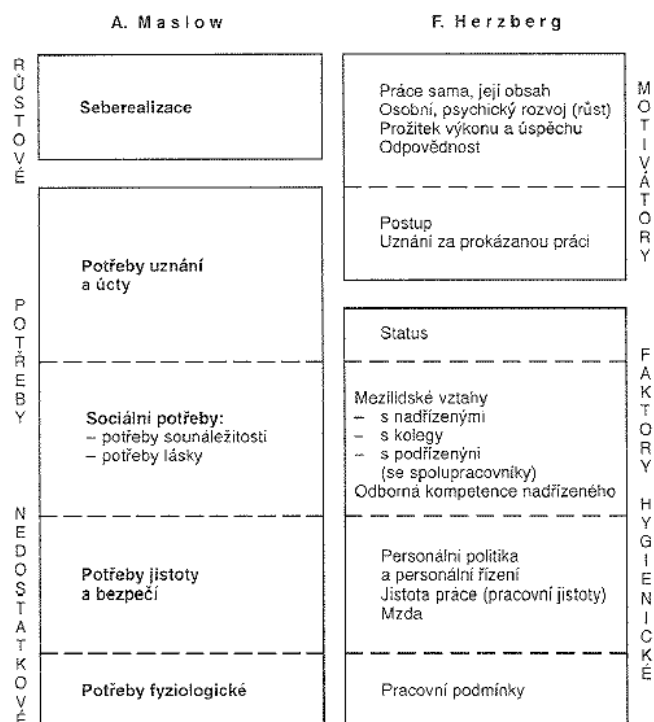 A. Maslow
F. Herzberg
RŮSTOVÉ
Seberealizace
Práce sama, její obsah
Osobní, psychický rozvoj (růst)
Prožitek výkonu a úspěchu
Odpovědnost
MOTIVÁTORY
Postup
Uznání za prokázanou práci
POTŘEBY
Potřeby uznání
a úcty
Status
Sociální potřeby:
– potřeby sounáležitosti
– potřeby lásky
Mezilidské vztahy
– s nadřízenými
– s kolegy
– s podřízenými
(se spolupracovníky)
Odborná kompetence nadřízeného
FAKTORY HYGIENICKÉ
NEDOSTATKOVÉ
Potřeby jistoty
a bezpečí
Personální politika
a personální řízení
Jistota práce (pracovní jistoty)
Mzda
Potřeby fyziologické
Pracovní podmínky